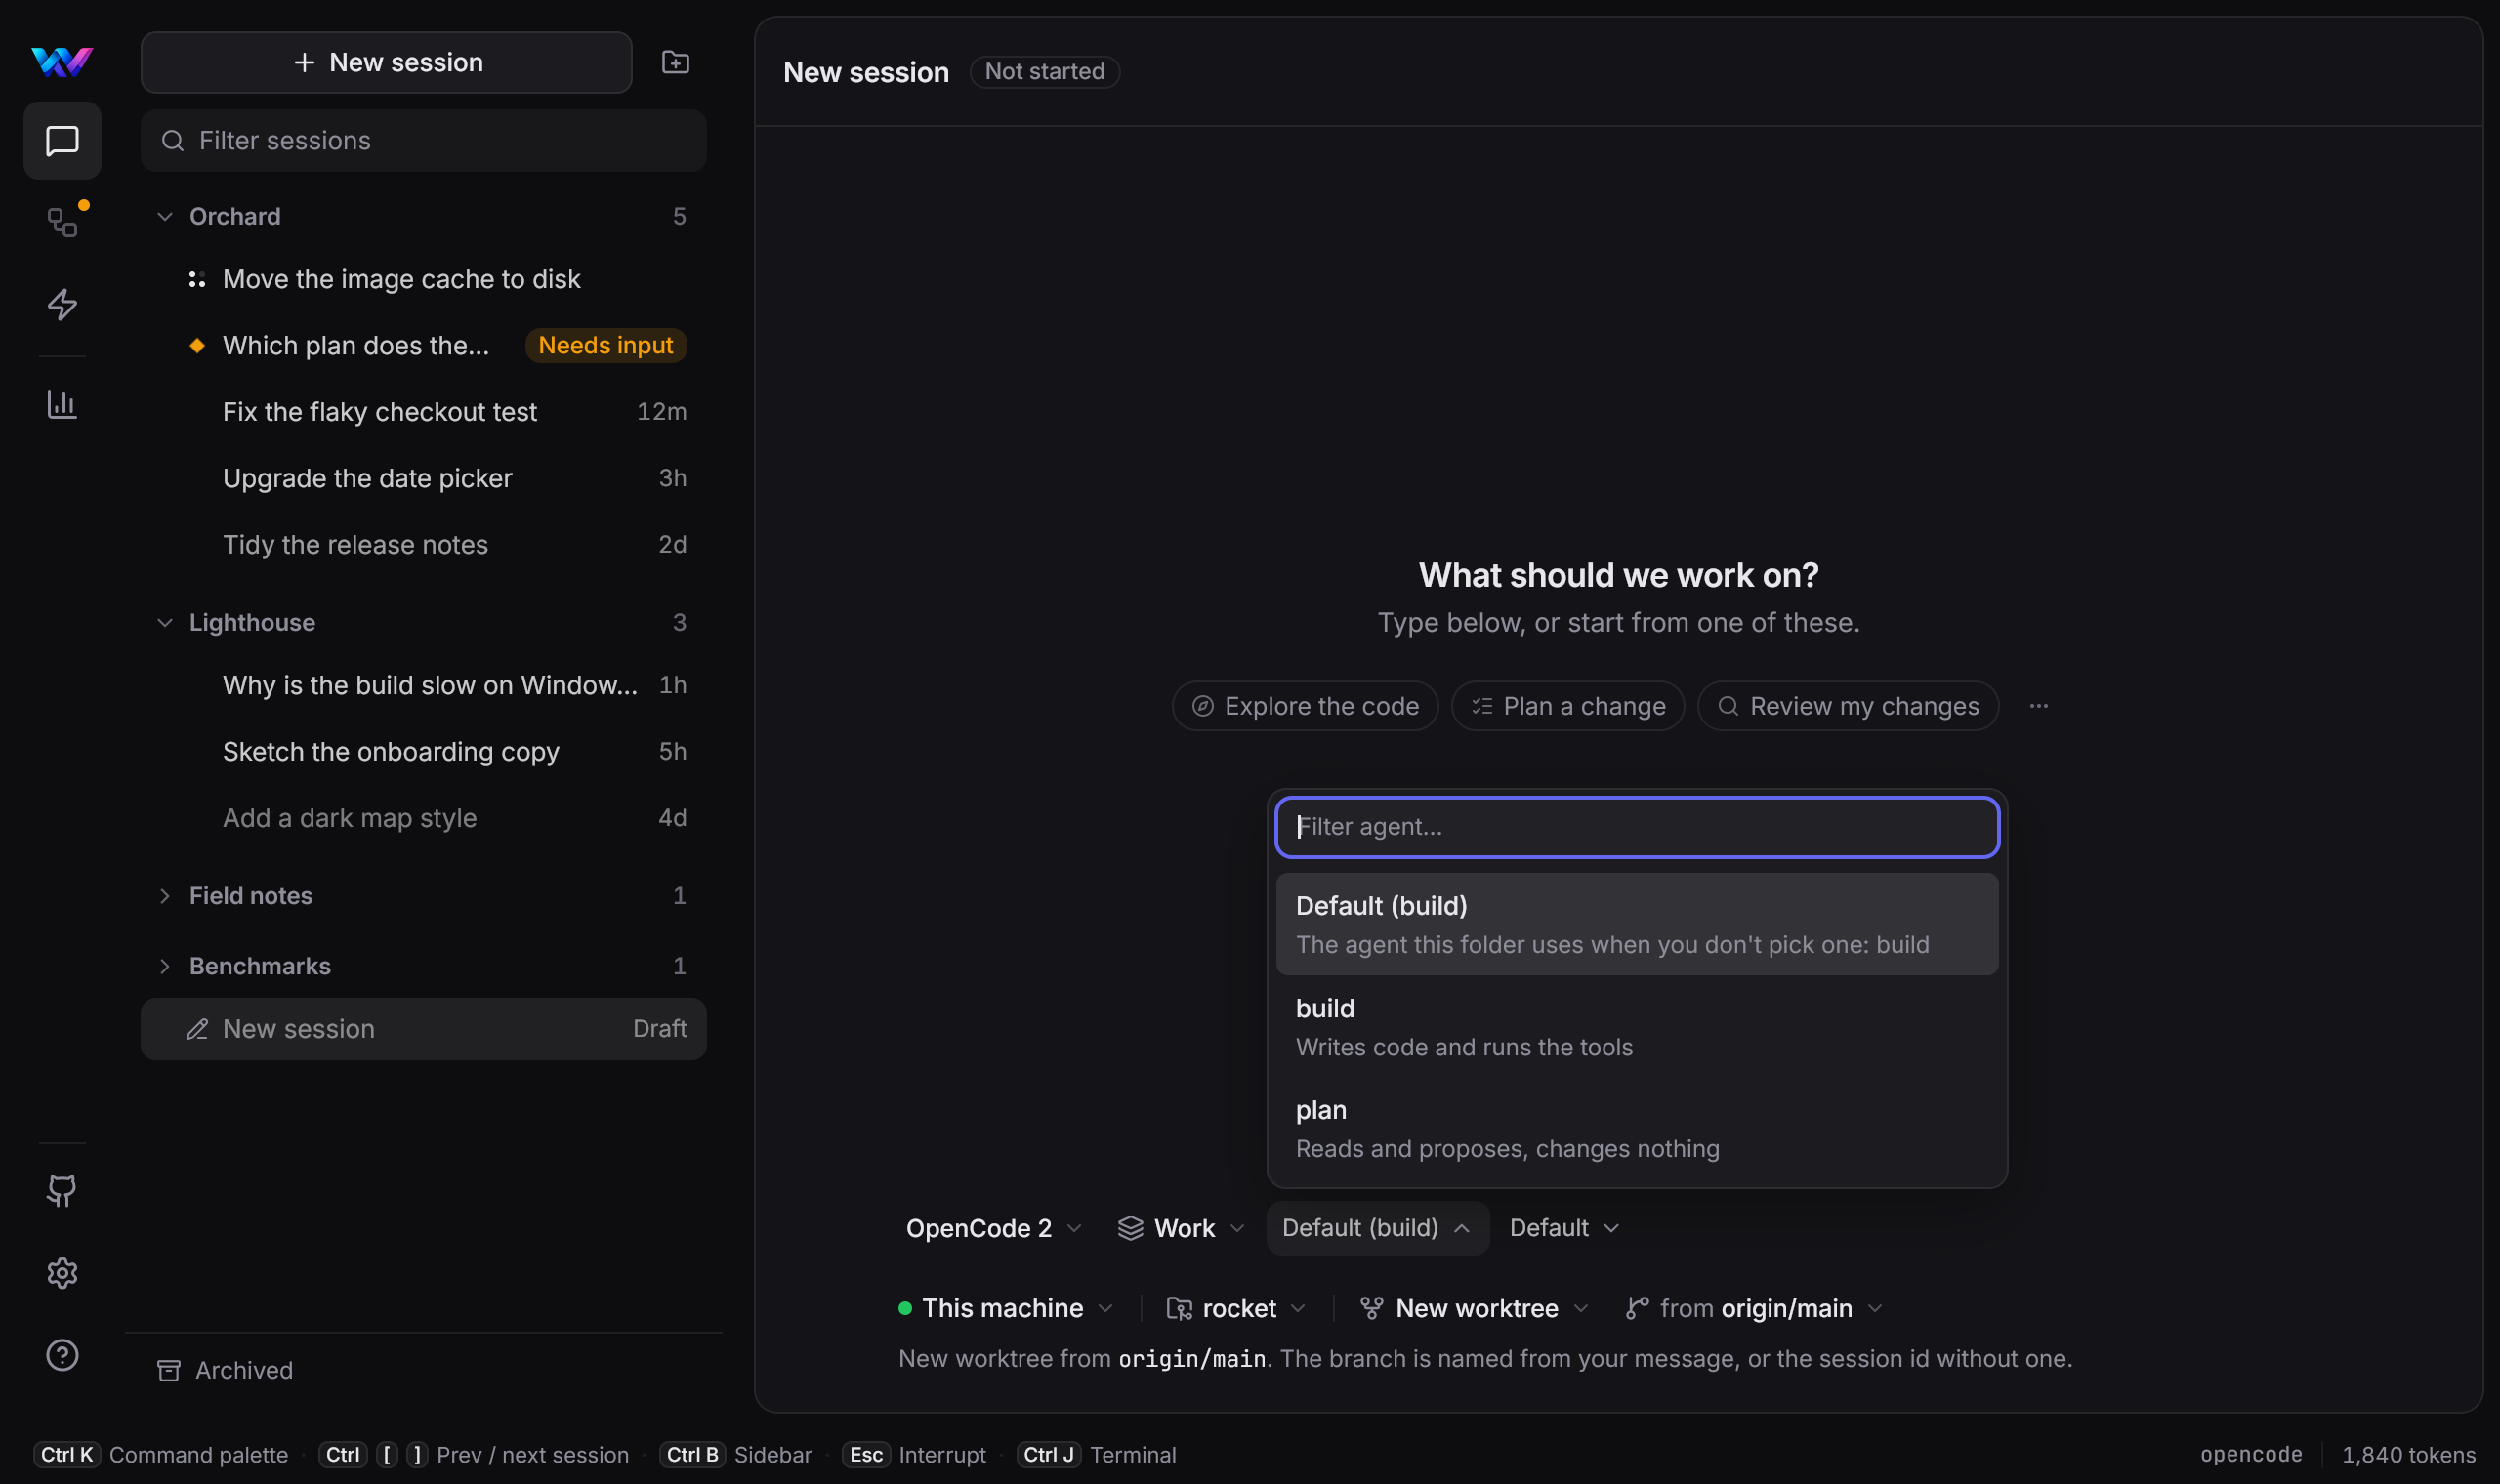 New session
Filter sessions
Orchard 5
Move the image cache to disk
Which plan does the... Needs input
Fix the flaky checkout test 12m
Upgrade the date picker 3h
Tidy the release notes 2d
Lighthouse 3
Why is the build slow on Window... 1h
Sketch the onboarding copy 5h
Add a dark map style 4d
Field notes 1
Benchmarks 1
New session Draft
Archived
New session Not started
What should we work on?
Type below, or start from one of these.
Explore the code Plan a change Review my changes ...
Filter agent...
Default (build)
The agent this folder uses when you don't pick one: build
build
Writes code and runs the tools
plan
Reads and proposes, changes nothing
OpenCode 2 Work Default (build) Default
This machine rocket New worktree from origin/main
New worktree from origin/main. The branch is named from your message, or the session id without one.
Ctrl K Command palette · Ctrl [ ] Prev / next session · Ctrl B Sidebar · Esc Interrupt · Ctrl J Terminal
opencode 1,840 tokens